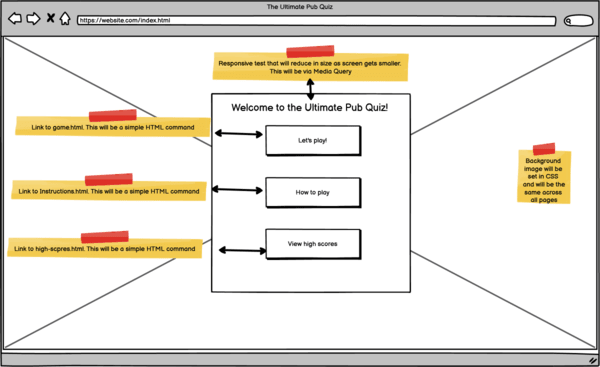 The Ultimate Pub Quiz
https://website.com/index.html
Responsive test that will reduce in size as screen gets smaller.
This will be via Media Query
Welcome to the Ultimate Pub Quiz!
Link to game.html. This will be a simple HTML command
Let's play!
Background
image will be
set in CSS
and will be the
same across
all pages
Link to Instructions.html. This will be a simple HTML command
How to play
Link to high-scpres.html. This will be a simple HTML command
View high scores